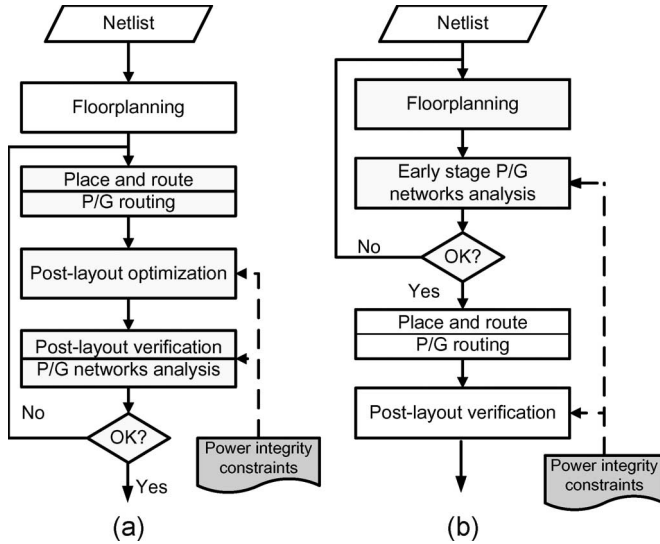 Netlist
Floorplanning
Place and route
P/G routing
Post-layout optimization
Post-layout verification
P/G networks analysis
No
OK?
Yes
Power integrity
constraints
(a)
Netlist
Floorplanning
Early stage P/G
networks analysis
No
OK?
Yes
Place and route
P/G routing
Post-layout verification
Power integrity
constraints
(b)